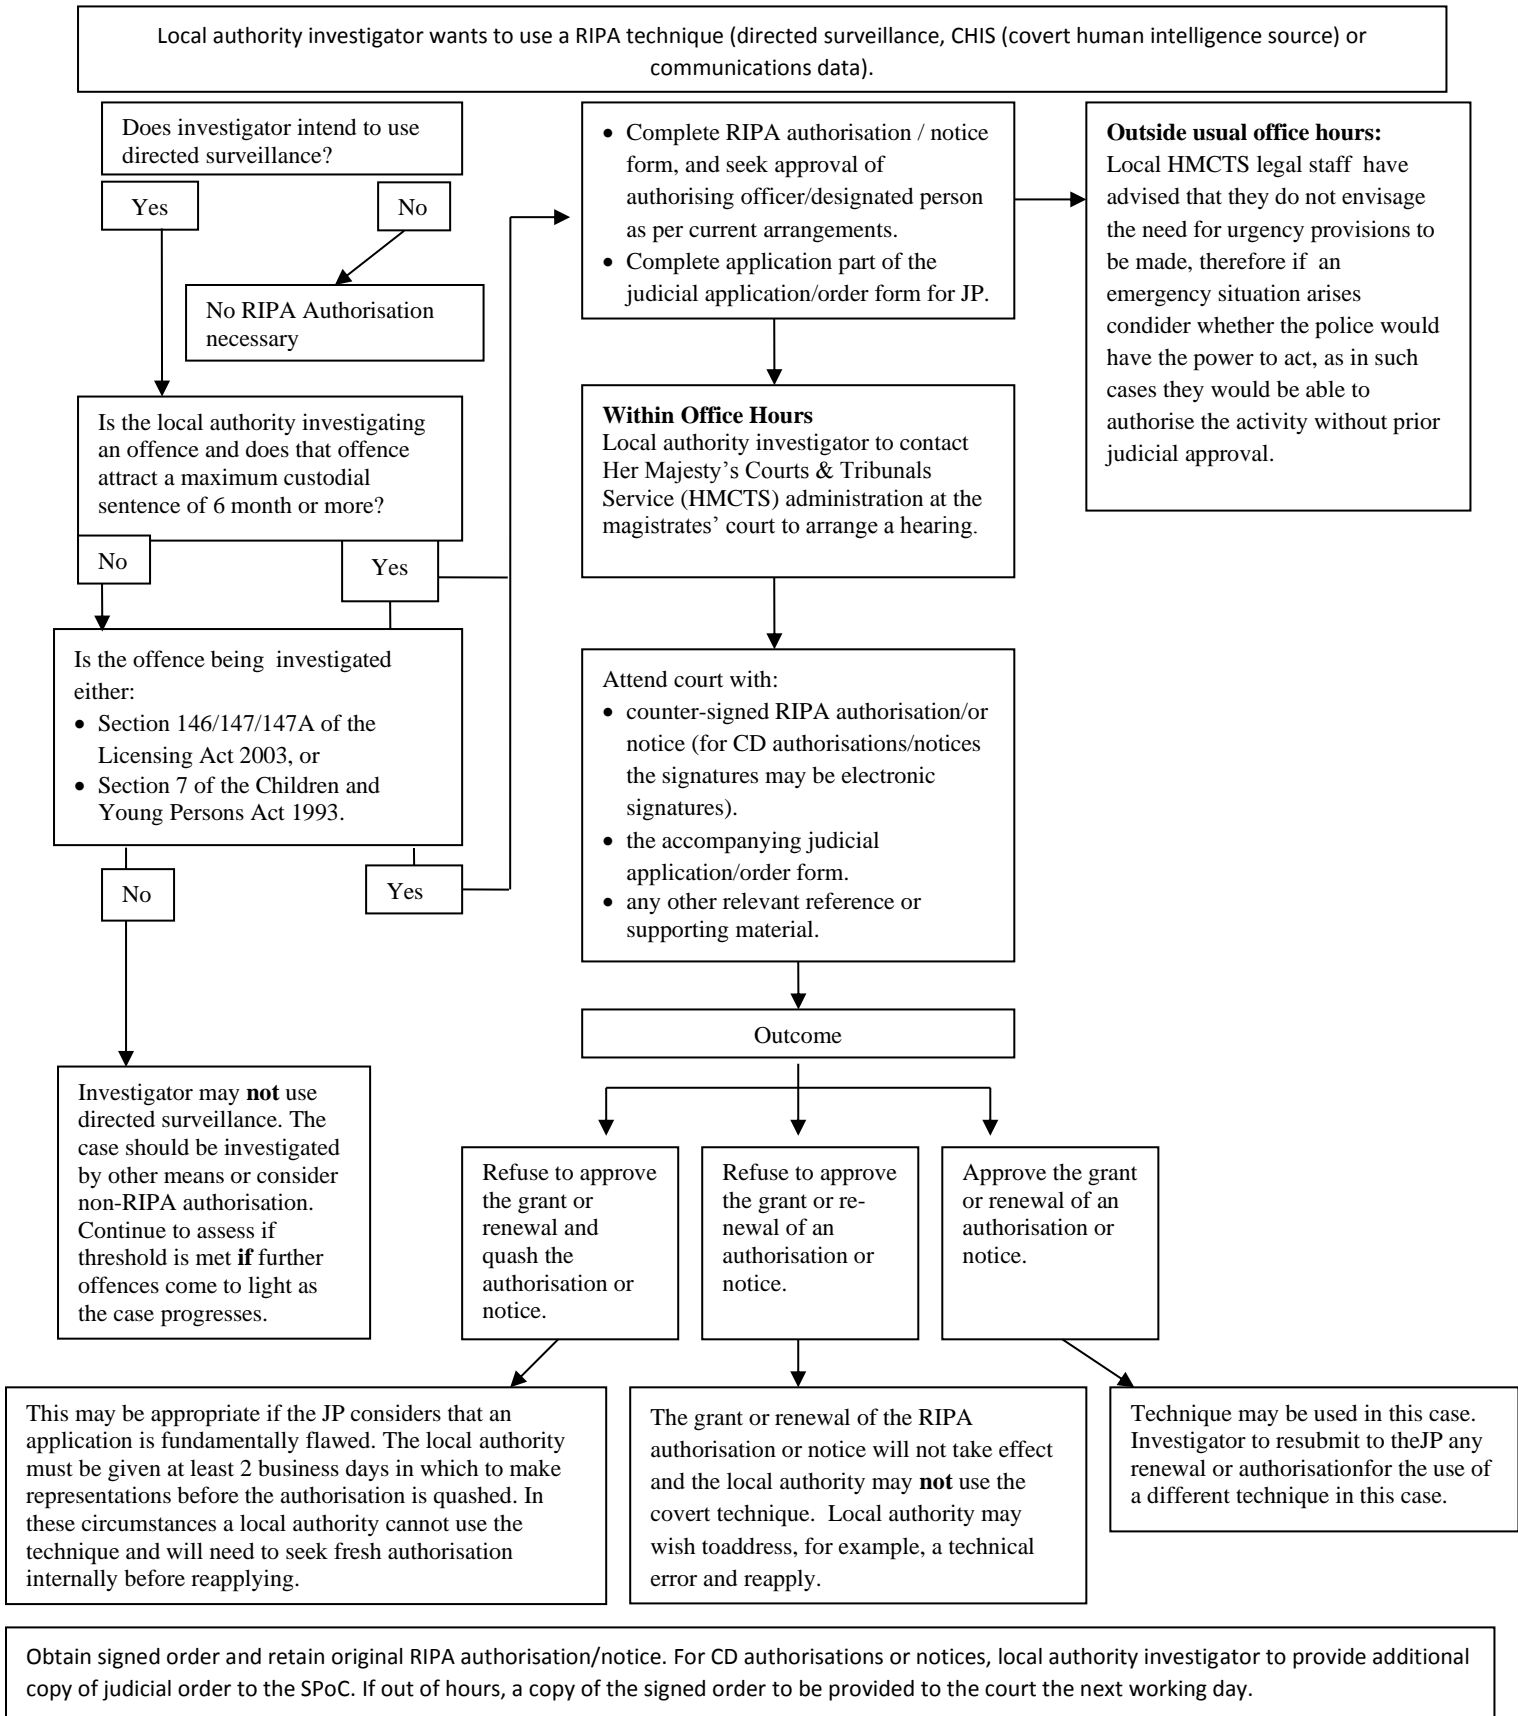 Local authority investigator wants to use a RIPA technique (directed surveillance, CHIS (covert human intelligence source) or
communications data).
Does investigator intend to use
directed surveillance?
Yes
No
No RIPA Authorisation
necessary
Is the local authority investigating
an offence and does that offence
attract a maximum custodial
sentence of 6 month or more?
No
Yes
Is the offence being  investigated
either:
• Section 146/147/147A of the
Licensing Act 2003, or
• Section 7 of the Children and
Young Persons Act 1993.
No
Yes
Investigator may not use
directed surveillance. The
case should be investigated
by other means or consider
non-RIPA authorisation.
Continue to assess if
threshold is met if further
offences come to light as
the case progresses.
• Complete RIPA authorisation / notice
form, and seek approval of
authorising officer/designated person
as per current arrangements.
• Complete application part of the
judicial application/order form for JP.
Outside usual office hours:
Local HMCTS legal staff  have
advised that they do not envisage
the need for urgency provisions to
be made, therefore if  an
emergency situation arises
condider whether the police would
have the power to act, as in such
cases they would be able to
authorise the activity without prior
judicial approval.
Within Office Hours
Local authority investigator to contact
Her Majesty’s Courts & Tribunals
Service (HMCTS) administration at the
magistrates’ court to arrange a hearing.
Attend court with:
• counter-signed RIPA authorisation/or
notice (for CD authorisations/notices
the signatures may be electronic
signatures).
• the accompanying judicial
application/order form.
• any other relevant reference or
supporting material.
Outcome
Refuse to approve
the grant or
renewal and
quash the
authorisation or
notice.
Refuse to approve
the grant or re-
newal of an
authorisation or
notice.
Approve the grant
or renewal of an
authorisation or
notice.
This may be appropriate if the JP considers that an
application is fundamentally flawed. The local authority
must be given at least 2 business days in which to make
representations before the authorisation is quashed. In
these circumstances a local authority cannot use the
technique and will need to seek fresh authorisation
internally before reapplying.
The grant or renewal of the RIPA
authorisation or notice will not take effect
and the local authority may not use the
covert technique.  Local authority may
wish toaddress, for example, a technical
error and reapply.
Technique may be used in this case.
Investigator to resubmit to theJP any
renewal or authorisationfor the use of
a different technique in this case.
Obtain signed order and retain original RIPA authorisation/notice. For CD authorisations or notices, local authority investigator to provide additional
copy of judicial order to the SPoC. If out of hours, a copy of the signed order to be provided to the court the next working day.